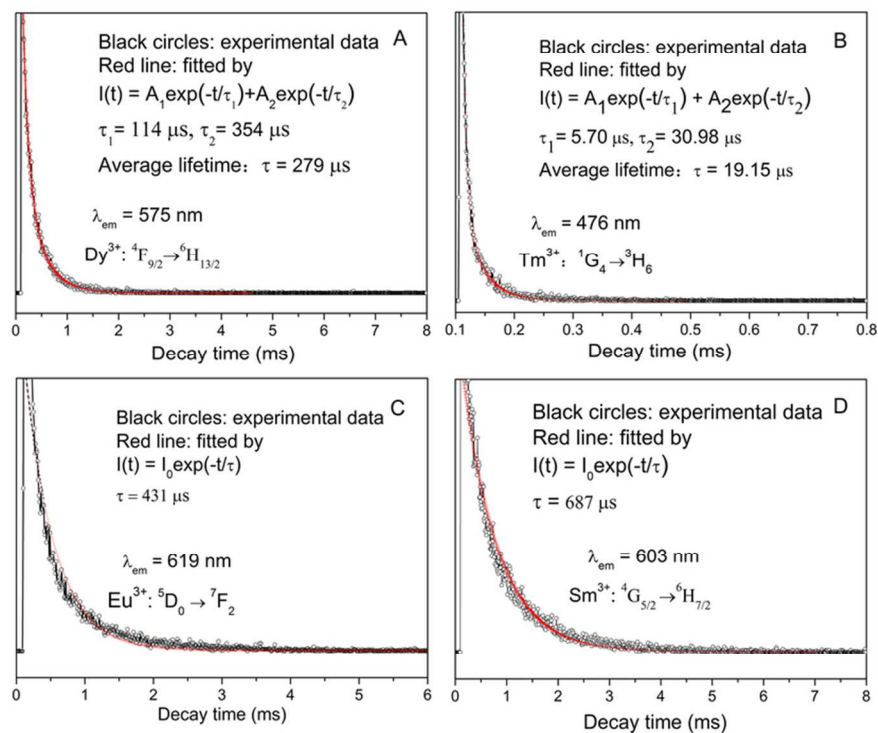 Black circles: experimental data A
Red line: fitted by
I(t) = A₁exp(-t/τ₁)+A₂exp(-t/τ₂)
τ₁= 114 μs, τ₂= 354 μs
Average lifetime: τ = 279 μs
λem = 575 nm
Dy³⁺: ⁴F9/2→⁶H13/2
0 1 2 3 4 5 6 7 8
Decay time (ms)
Black circles: experimental data B
Red line: fitted by
I(t) = A₁exp(-t/τ₁) + A₂exp(-t/τ₂)
τ₁= 5.70 μs, τ₂= 30.98 μs
Average lifetime: τ = 19.15 μs
λem = 476 nm
Tm³⁺: ¹G₄→³H₆
0.1 0.2 0.3 0.4 0.5 0.6 0.7 0.8
Decay time (ms)
Black circles: experimental data C
Red line: fitted by
I(t) = I₀exp(-t/τ)
τ = 431 μs
λem = 619 nm
Eu³⁺: ⁵D₀ → ⁷F₂
0 1 2 3 4 5 6
Decay time (ms)
Black circles: experimental data D
Red line: fitted by
I(t) = I₀exp(-t/τ)
τ = 687 μs
λem = 603 nm
Sm³⁺: ⁴G5/2→⁶H7/2
0 1 2 3 4 5 6 7 8
Decay time (ms)